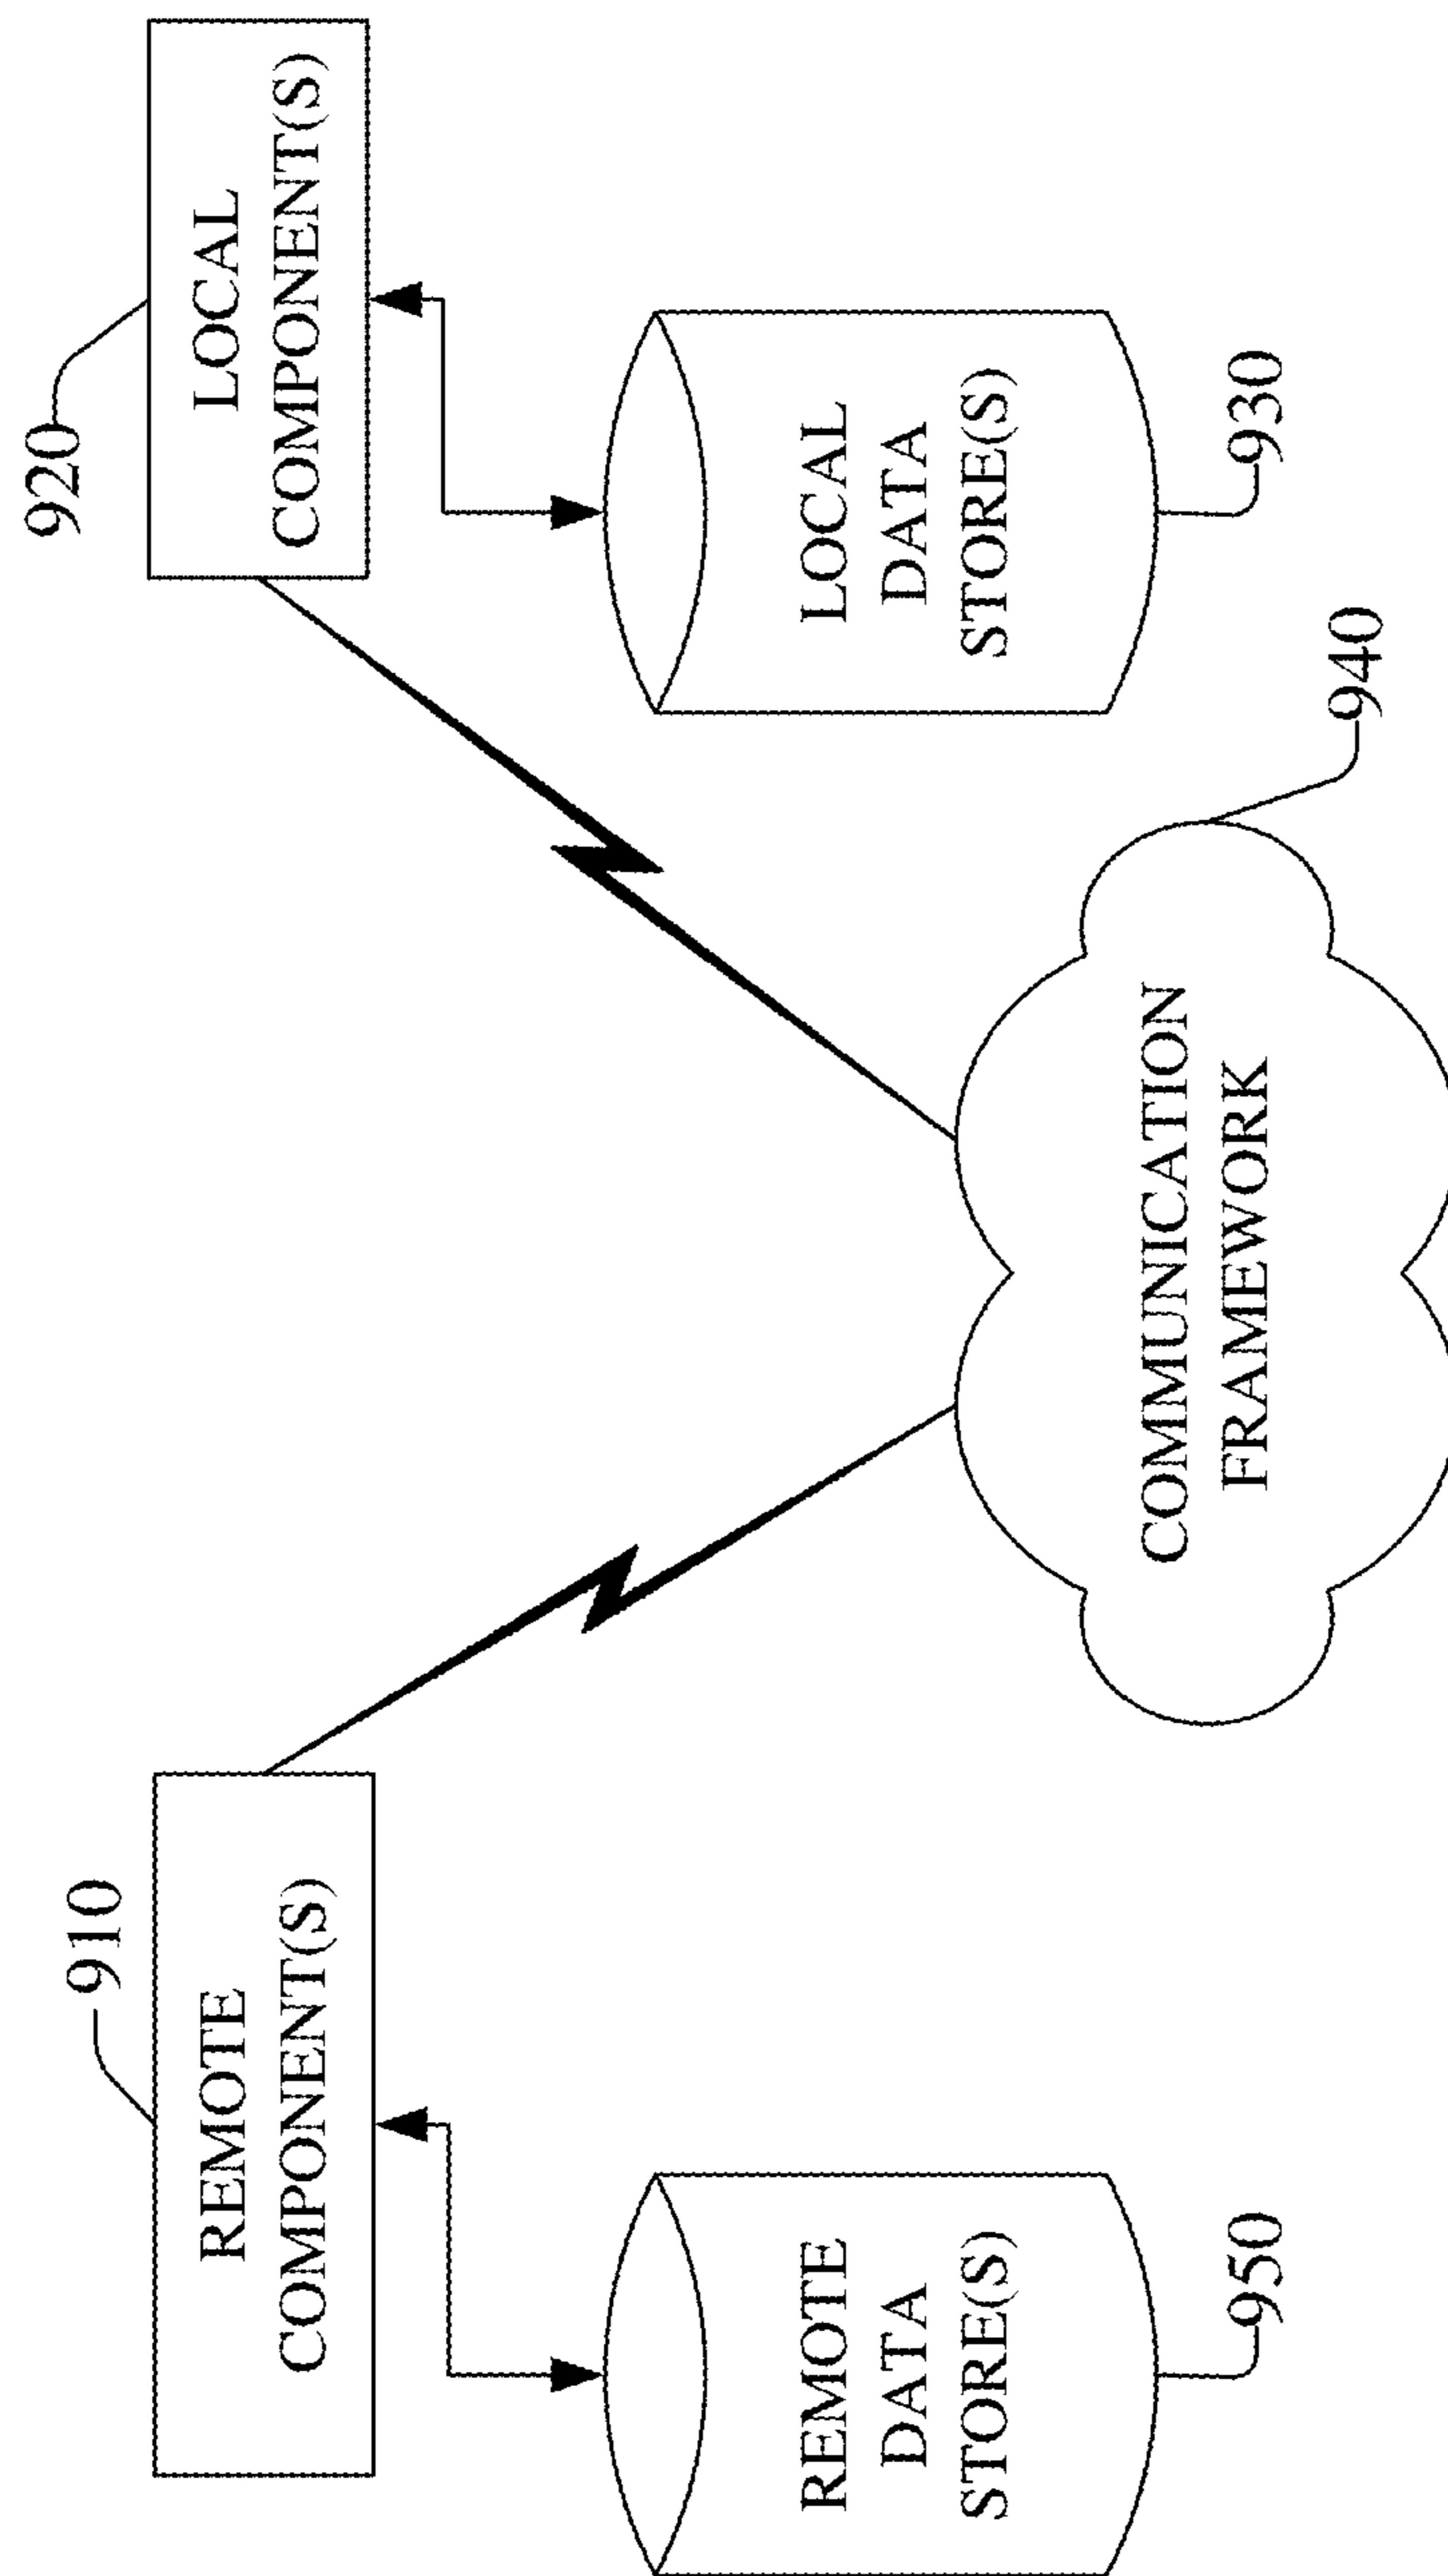 910
REMOTE
COMPONENT(S)
920
LOCAL
COMPONENT(S)
REMOTE
DATA
STORE(S)
950
LOCAL
DATA
STORE(S)
930
940
COMMUNICATION
FRAMEWORK